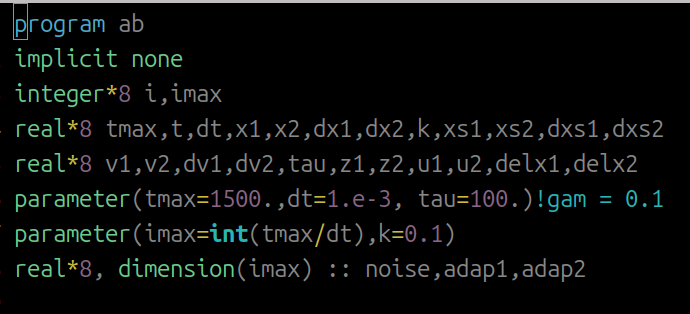 program ab
implicit none
integer*8 i,imax
real*8 tmax,t,dt,x1,x2,dx1,dx2,k,xs1,xs2,dxs1,dxs2
real*8 v1,v2,dv1,dv2,tau,z1,z2,u1,u2,delx1,delx2
parameter(tmax=1500.,dt=1.e-3, tau=100.)!gam = 0.1
parameter(imax=int(tmax/dt),k=0.1)
real*8, dimension(imax) :: noise,adap1,adap2